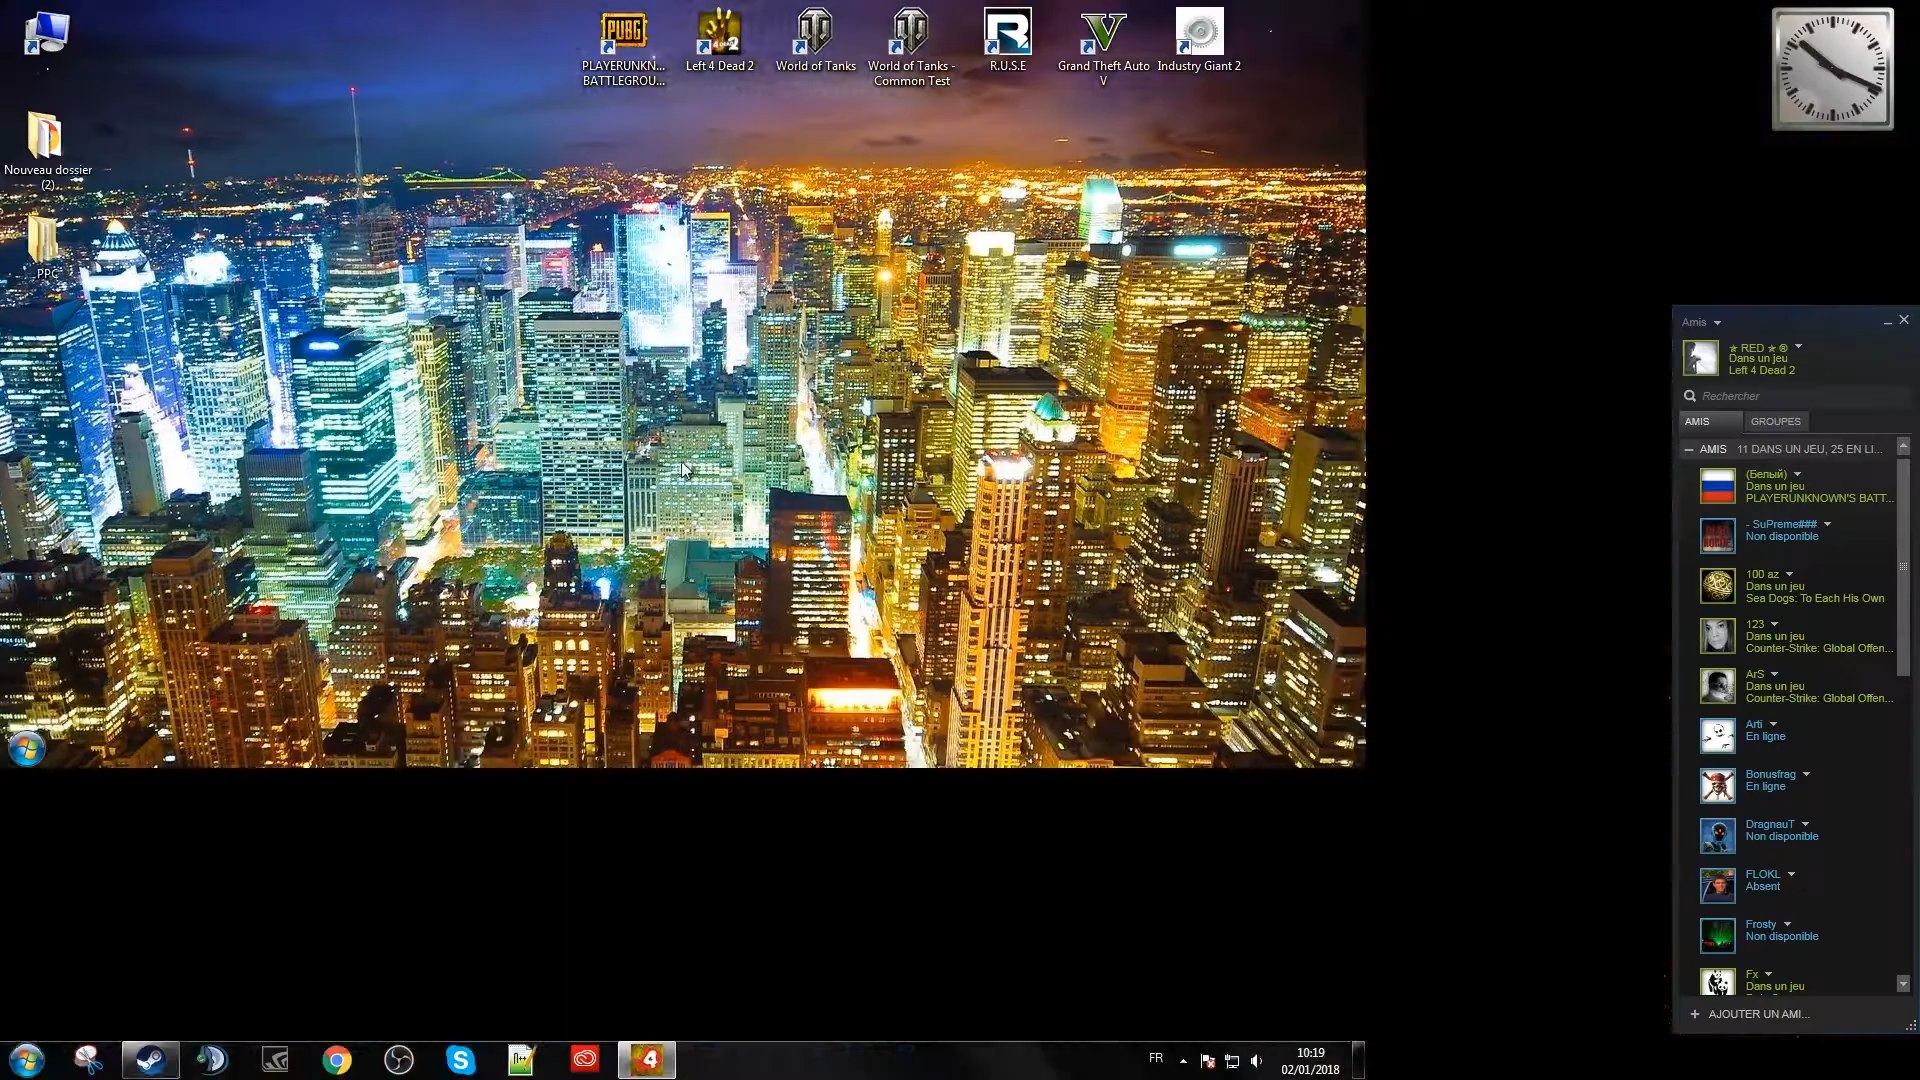 PUBG
PLAYERUNKN...
BATTLEGROU...
Left 4 Dead 2
World of Tanks
World of Tanks -
Common Test
R.U.S.E
Grand Theft Auto
V
Industry Giant 2
Nouveau dossier
(2)
PPC
Amis
✯ RED ✯ ®
Dans un jeu
Left 4 Dead 2
Rechercher
AMIS
GROUPES
AMIS 11 DANS UN JEU, 25 EN LI...
(Белый)
Dans un jeu
PLAYERUNKNOWN'S BATT...
- SuPreme###
Non disponible
100 az
Dans un jeu
Sea Dogs: To Each His Own
123
Dans un jeu
Counter-Strike: Global Offen...
ArS
Dans un jeu
Counter-Strike: Global Offen...
Arti
En ligne
Bonusfrag
En ligne
DragnauT
Non disponible
FLOKL
Absent
Frosty
Non disponible
Fx
Dans un jeu
+ AJOUTER UN AMI...
FR
10:19
02/01/2018